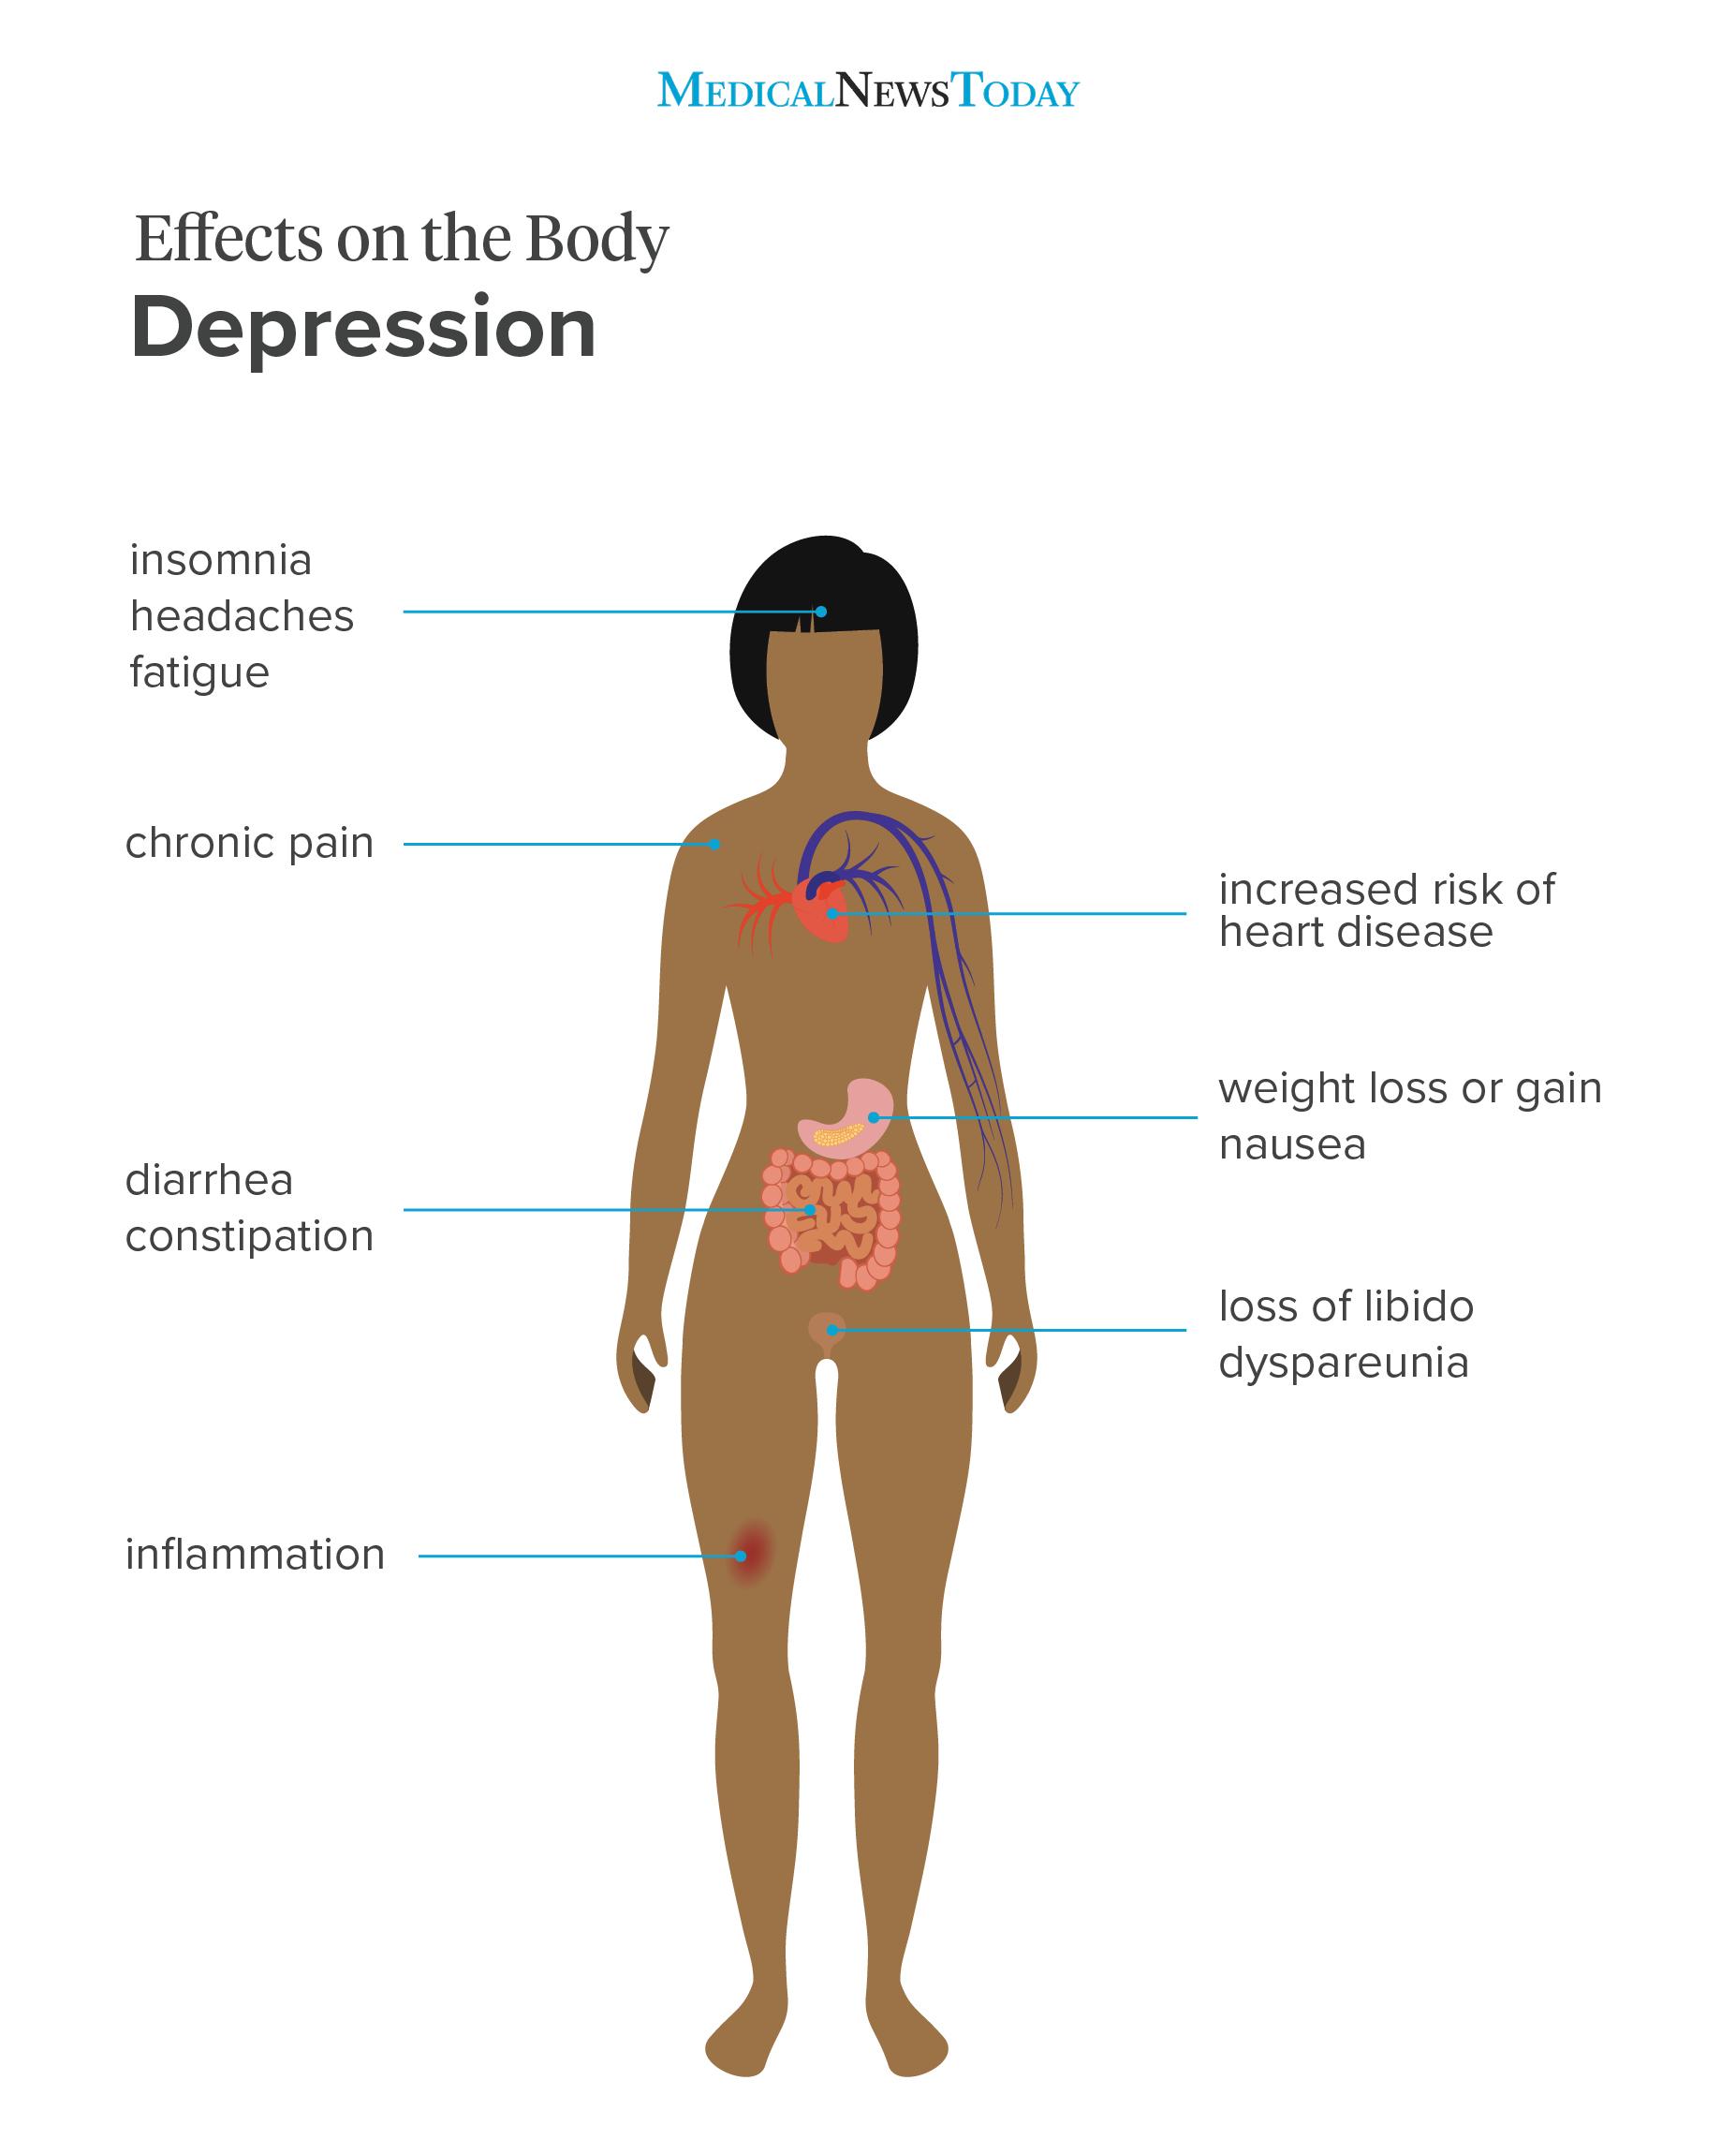 MEDICALNEWSTODAY
Effects on the Body
Depression
insomnia
headaches
fatigue
chronic pain
increased risk of
heart disease
weight loss or gain
nausea
diarrhea
constipation
loss of libido
dyspareunia
inflammation